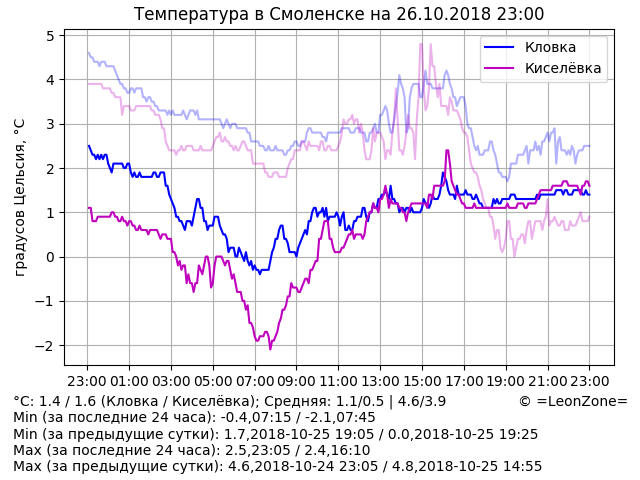 Температура в Смоленске на 26.10.2018 23:00
Кловка
Киселёвка
градусов Цельсия, °C
5
4
3
2
1
0
−1
−2
23:00 01:00 03:00 05:00 07:00 09:00 11:00 13:00 15:00 17:00 19:00 21:00 23:00
°C: 1.4 / 1.6 (Кловка / Киселёвка); Средняя: 1.1/0.5 | 4.6/3.9 © =LeonZone=
Min (за последние 24 часа): -0.4,07:15 / -2.1,07:45
Min (за предыдущие сутки): 1.7,2018-10-25 19:05 / 0.0,2018-10-25 19:25
Max (за последние 24 часа): 2.5,23:05 / 2.4,16:10
Max (за предыдущие сутки): 4.6,2018-10-24 23:05 / 4.8,2018-10-25 14:55